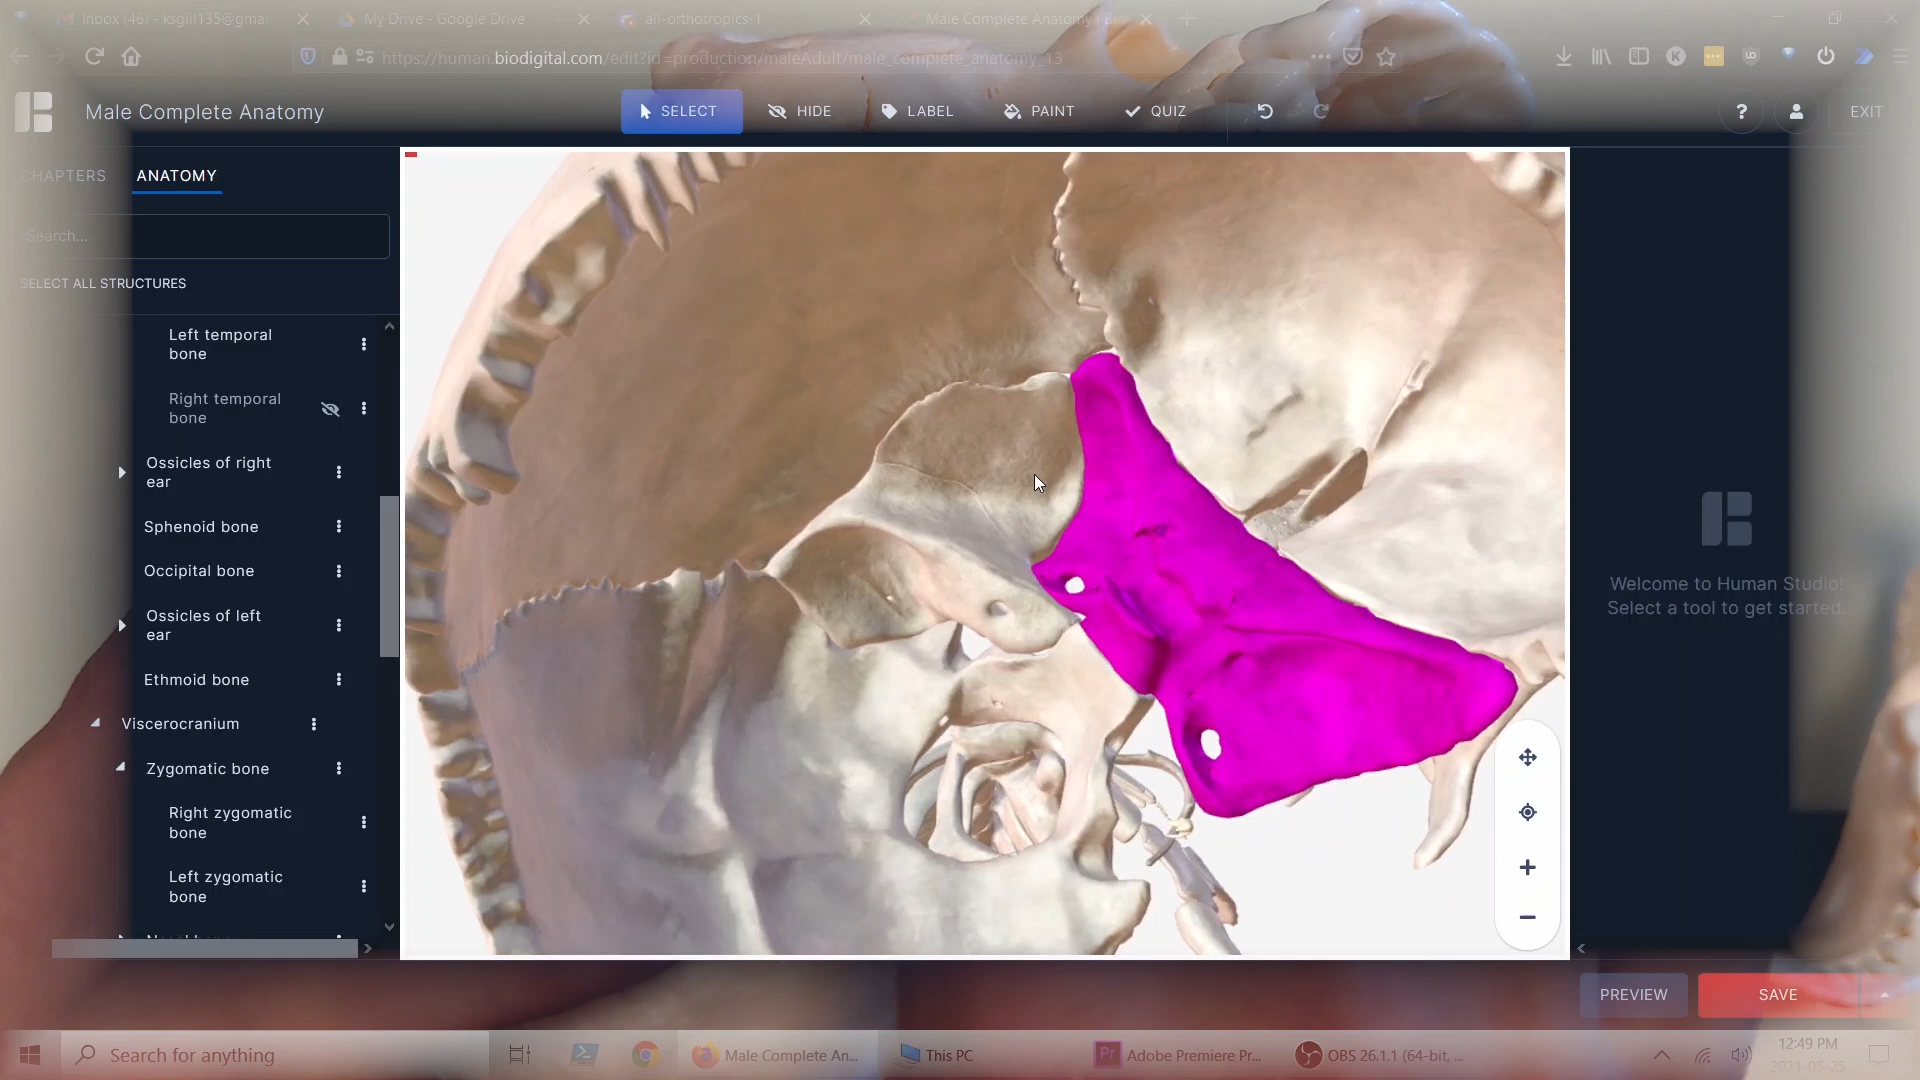 Inbox (46) - ksgill135@gmai
My Drive - Google Drive
all-orthotropics-1
Male Complete Anatomy | B
https://human.biodigital.com/edit?id=production/maleAdult/male_complete_anatomy_13
Male Complete Anatomy
SELECT
HIDE
LABEL
PAINT
QUIZ
?
EXIT
CHAPTERS
ANATOMY
Search...
SELECT ALL STRUCTURES
Left temporal
bone
Right temporal
bone
Ossicles of right
ear
Sphenoid bone
Occipital bone
Ossicles of left
ear
Ethmoid bone
Viscerocranium
Zygomatic bone
Right zygomatic
bone
Left zygomatic
bone
Welcome to Human Studio!
Select a tool to get started.
PREVIEW
SAVE
Search for anything
Male Complete An...
This PC
Pr
Adobe Premiere Pr...
OBS 26.1.1 (64-bit, ...
12:49 PM
2021-05-25